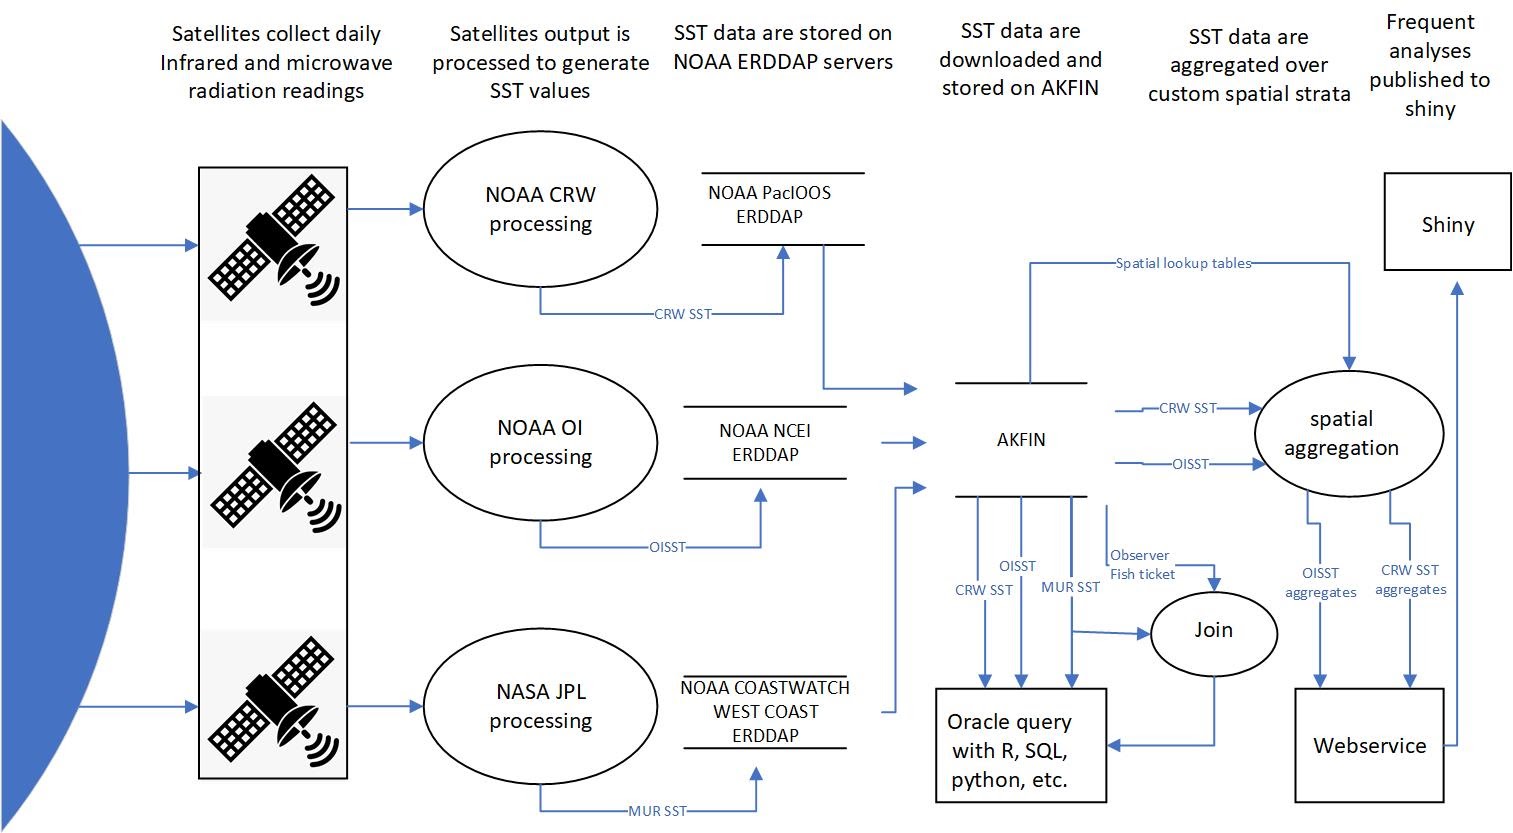 Satellites collect daily
Infrared and microwave
radiation readings
Satellites output is
processed to generate
SST values
SST data are stored on
NOAA ERDDAP servers
SST data are
downloaded and
stored on AKFIN
SST data are
aggregated over
custom spatial strata
Frequent
analyses
published to
shiny
NOAA CRW
processing
NOAA PacIOOS
ERDDAP
CRW SST
Spatial lookup tables
Shiny
NOAA OI
processing
NOAA NCEI
ERDDAP
OISST
AKFIN
CRW SST
OISST
spatial
aggregation
CRW SST
OISST
MUR SST
Observer
Fish ticket
Join
OISST
aggregates
CRW SST
aggregates
NASA JPL
processing
NOAA COASTWATCH
WEST COAST
ERDDAP
MUR SST
Oracle query
with R, SQL,
python, etc.
Webservice